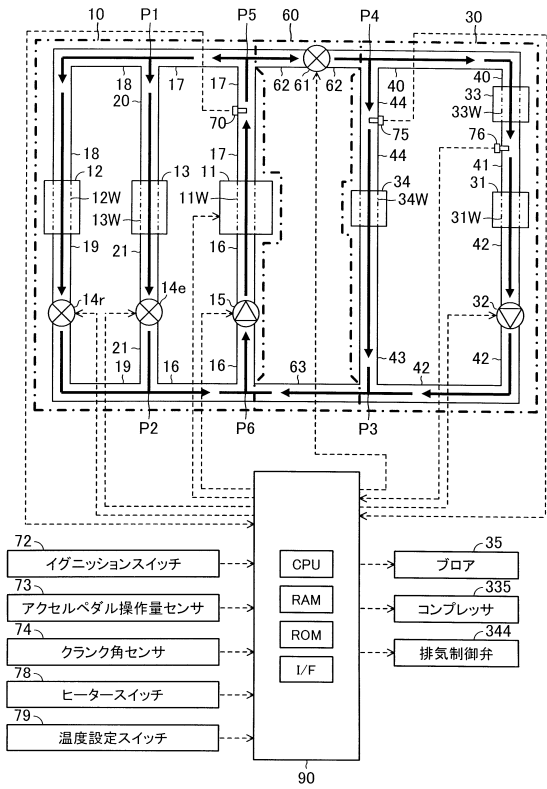 10 P1 P5 60 P4 30
18 17 62 61 62 40 40
20 17 70 44 75 33 33W
76
18 17 44 41
12 13 11 34 31
12W 13W 11W 34W 31W
19 21 16 42
14r 14e 15 32
21 16 43 42
19 16 63 42
P2 P6 P3
72
イグニッションスイッチ
73
アクセルペダル操作量センサ
74
クランク角センサ
78
ヒータースイッチ
79
温度設定スイッチ
CPU
RAM
ROM
I/F
90
35
ブロア
335
コンプレッサ
344
排気制御弁